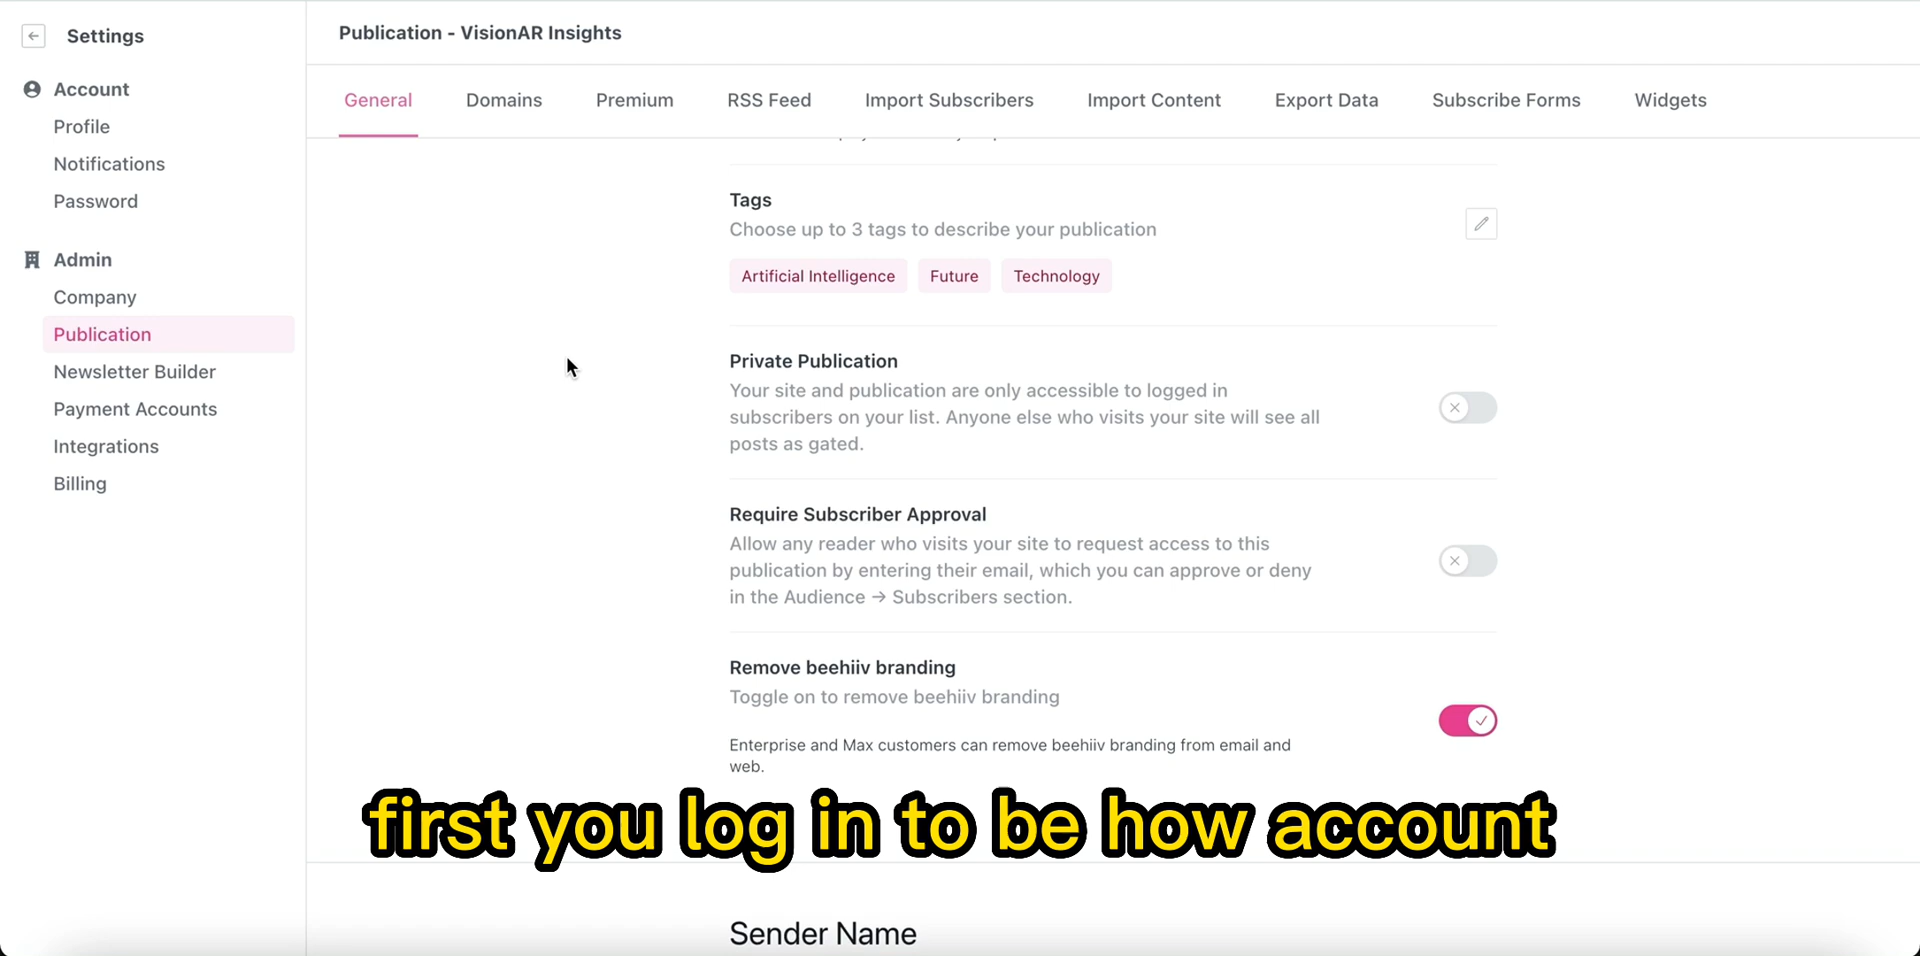 Settings
Account
Profile
Notifications
Password
Admin
Company
Publication
Newsletter Builder
Payment Accounts
Integrations
Billing
Publication - VisionAR Insights
General Domains Premium RSS Feed Import Subscribers Import Content Export Data Subscribe Forms Widgets
Tags
Choose up to 3 tags to describe your publication
Artificial Intelligence Future Technology
Private Publication
Your site and publication are only accessible to logged in
subscribers on your list. Anyone else who visits your site will see all
posts as gated.
Require Subscriber Approval
Allow any reader who visits your site to request access to this
publication by entering their email, which you can approve or deny
in the Audience → Subscribers section.
Remove beehiiv branding
Toggle on to remove beehiiv branding
Enterprise and Max customers can remove beehiiv branding from email and
web.
first you log in to be how account
Sender Name